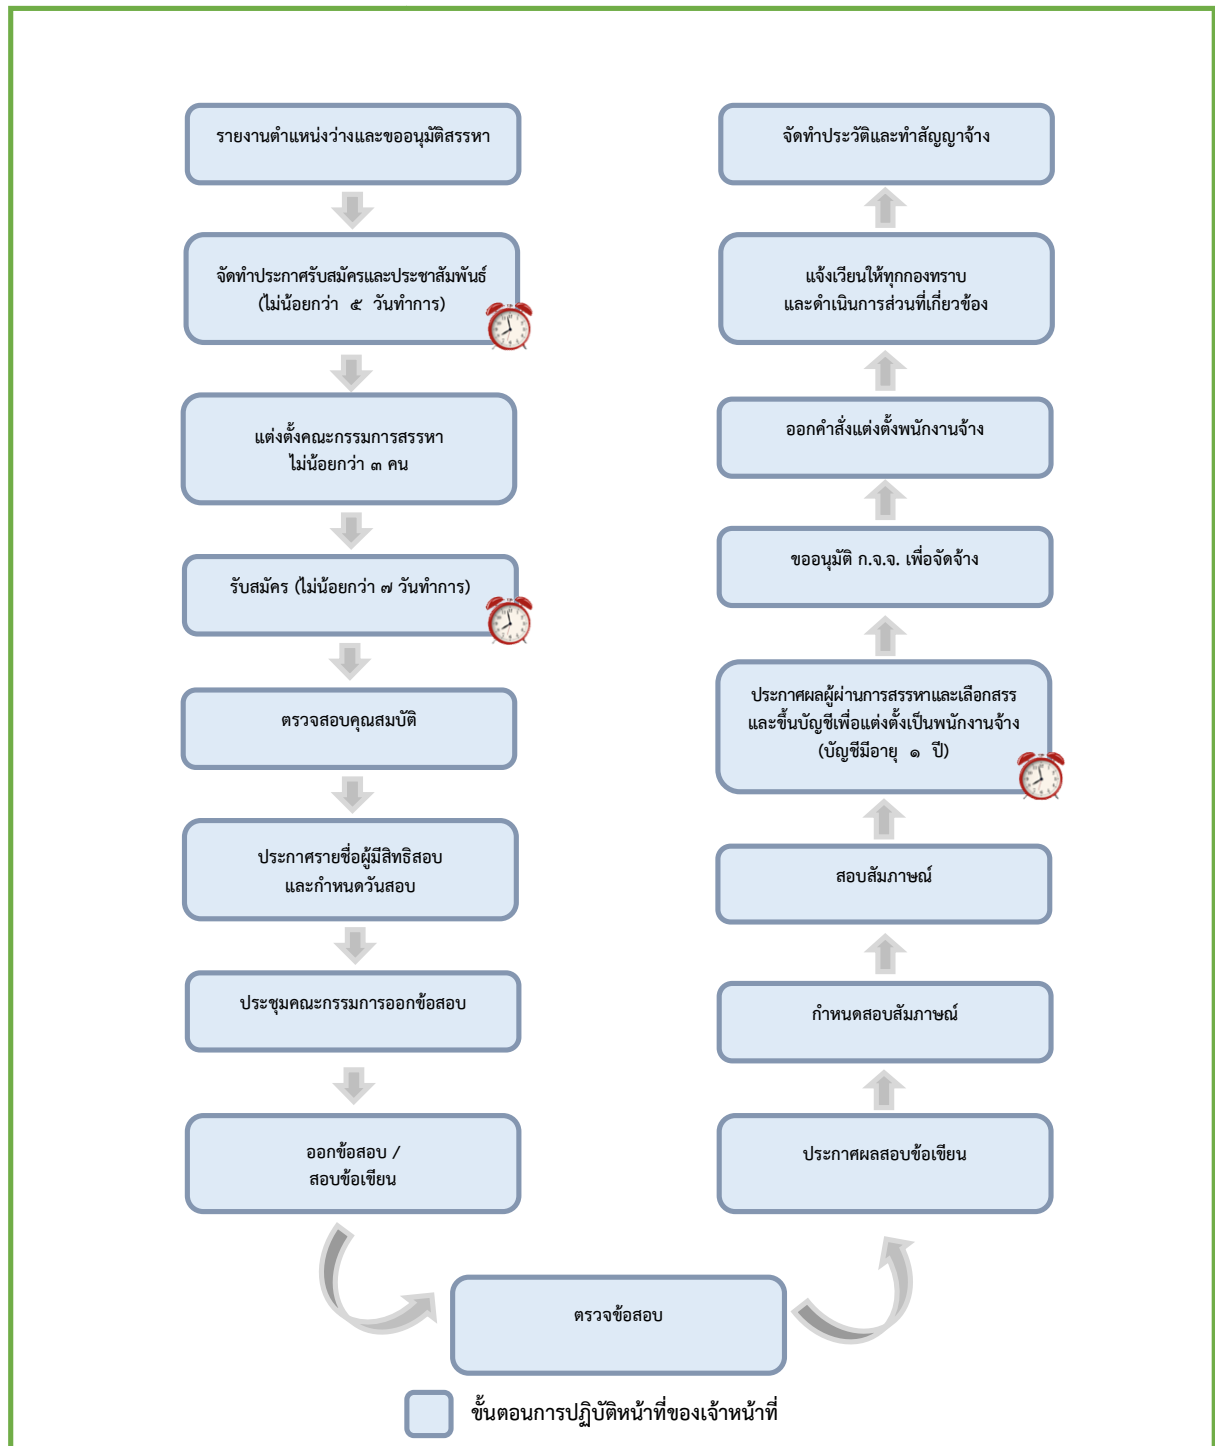 รายงานตำแหน่งว่างและขออนุมัติสรรหา
จัดทำประกาศรับสมัครและประชาสัมพันธ์
(ไม่น้อยกว่า ๕ วันทำการ)
แต่งตั้งคณะกรรมการสรรหา
ไม่น้อยกว่า ๓ คน
รับสมัคร (ไม่น้อยกว่า ๗ วันทำการ)
ตรวจสอบคุณสมบัติ
ประกาศรายชื่อผู้มีสิทธิสอบ
และกำหนดวันสอบ
ประชุมคณะกรรมการออกข้อสอบ
ออกข้อสอบ /
สอบข้อเขียน
ตรวจข้อสอบ
ประกาศผลสอบข้อเขียน
กำหนดสอบสัมภาษณ์
สอบสัมภาษณ์
ประกาศผลผู้ผ่านการสรรหาและเลือกสรร
และขึ้นบัญชีเพื่อแต่งตั้งเป็นพนักงานจ้าง
(บัญชีมีอายุ ๑ ปี)
ขออนุมัติ ก.จ.จ. เพื่อจัดจ้าง
ออกคำสั่งแต่งตั้งพนักงานจ้าง
แจ้งเวียนให้ทุกกองทราบ
และดำเนินการส่วนที่เกี่ยวข้อง
จัดทำประวัติและทำสัญญาจ้าง
ขั้นตอนการปฏิบัติหน้าที่ของเจ้าหน้าที่